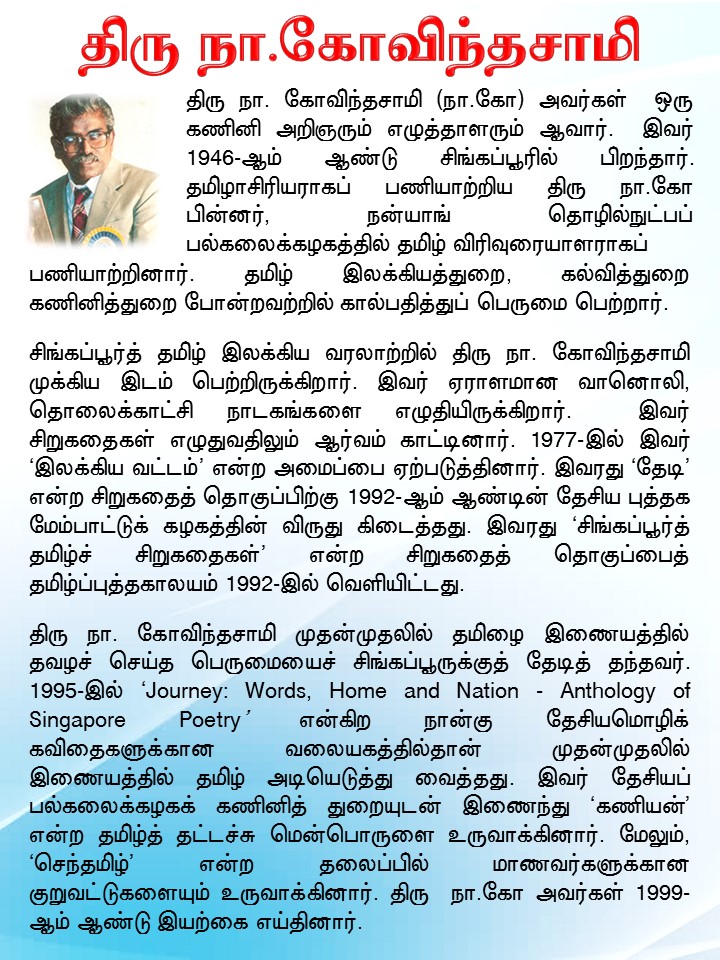 திரு நா.கோவிந்தசாமி
திரு நா. கோவிந்தசாமி (நா.கோ) அவர்கள் ஒரு
கணினி அறிஞரும் எழுத்தாளரும் ஆவார். இவர்
1946-ஆம் ஆண்டு சிங்கப்பூரில் பிறந்தார்.
தமிழாசிரியராகப் பணியாற்றிய திரு நா.கோ
பின்னர், நன்யாங் தொழில்நுட்பப்
பல்கலைக்கழகத்தில் தமிழ் விரிவுரையாளராகப்
பணியாற்றினார். தமிழ் இலக்கியத்துறை, கல்வித்துறை
கணினித்துறை போன்றவற்றில் கால்பதித்துப் பெருமை பெற்றார்.
சிங்கப்பூர்த் தமிழ் இலக்கிய வரலாற்றில் திரு நா. கோவிந்தசாமி
முக்கிய இடம் பெற்றிருக்கிறார். இவர் ஏராளமான வானொலி,
தொலைக்காட்சி நாடகங்களை எழுதியிருக்கிறார். இவர்
சிறுகதைகள் எழுதுவதிலும் ஆர்வம் காட்டினார். 1977-இல் இவர்
‘இலக்கிய வட்டம்’ என்ற அமைப்பை ஏற்படுத்தினார். இவரது ‘தேடி’
என்ற சிறுகதைத் தொகுப்பிற்கு 1992-ஆம் ஆண்டின் தேசிய புத்தக
மேம்பாட்டுக் கழகத்தின் விருது கிடைத்தது. இவரது ‘சிங்கப்பூர்த்
தமிழ்ச் சிறுகதைகள்’ என்ற சிறுகதைத் தொகுப்பைத்
தமிழ்ப்புத்தகாலயம் 1992-இல் வெளியிட்டது.
திரு நா. கோவிந்தசாமி முதன்முதலில் தமிழை இணையத்தில்
தவழச் செய்த பெருமையைச் சிங்கப்பூருக்குத் தேடித் தந்தவர்.
1995-இல் ‘Journey: Words, Home and Nation - Anthology of
Singapore Poetry’ என்கிற நான்கு தேசியமொழிக்
கவிதைகளுக்கான வலையகத்தில்தான் முதன்முதலில்
இணையத்தில் தமிழ் அடியெடுத்து வைத்தது. இவர் தேசியப்
பல்கலைக்கழகக் கணினித் துறையுடன் இணைந்து ‘கணியன்’
என்ற தமிழ்த் தட்டச்சு மென்பொருளை உருவாக்கினார். மேலும்,
‘செந்தமிழ்’ என்ற தலைப்பில் மாணவர்களுக்கான
குறுவட்டுகளையும் உருவாக்கினார். திரு நா.கோ அவர்கள் 1999-
ஆம் ஆண்டு இயற்கை எய்தினார்.